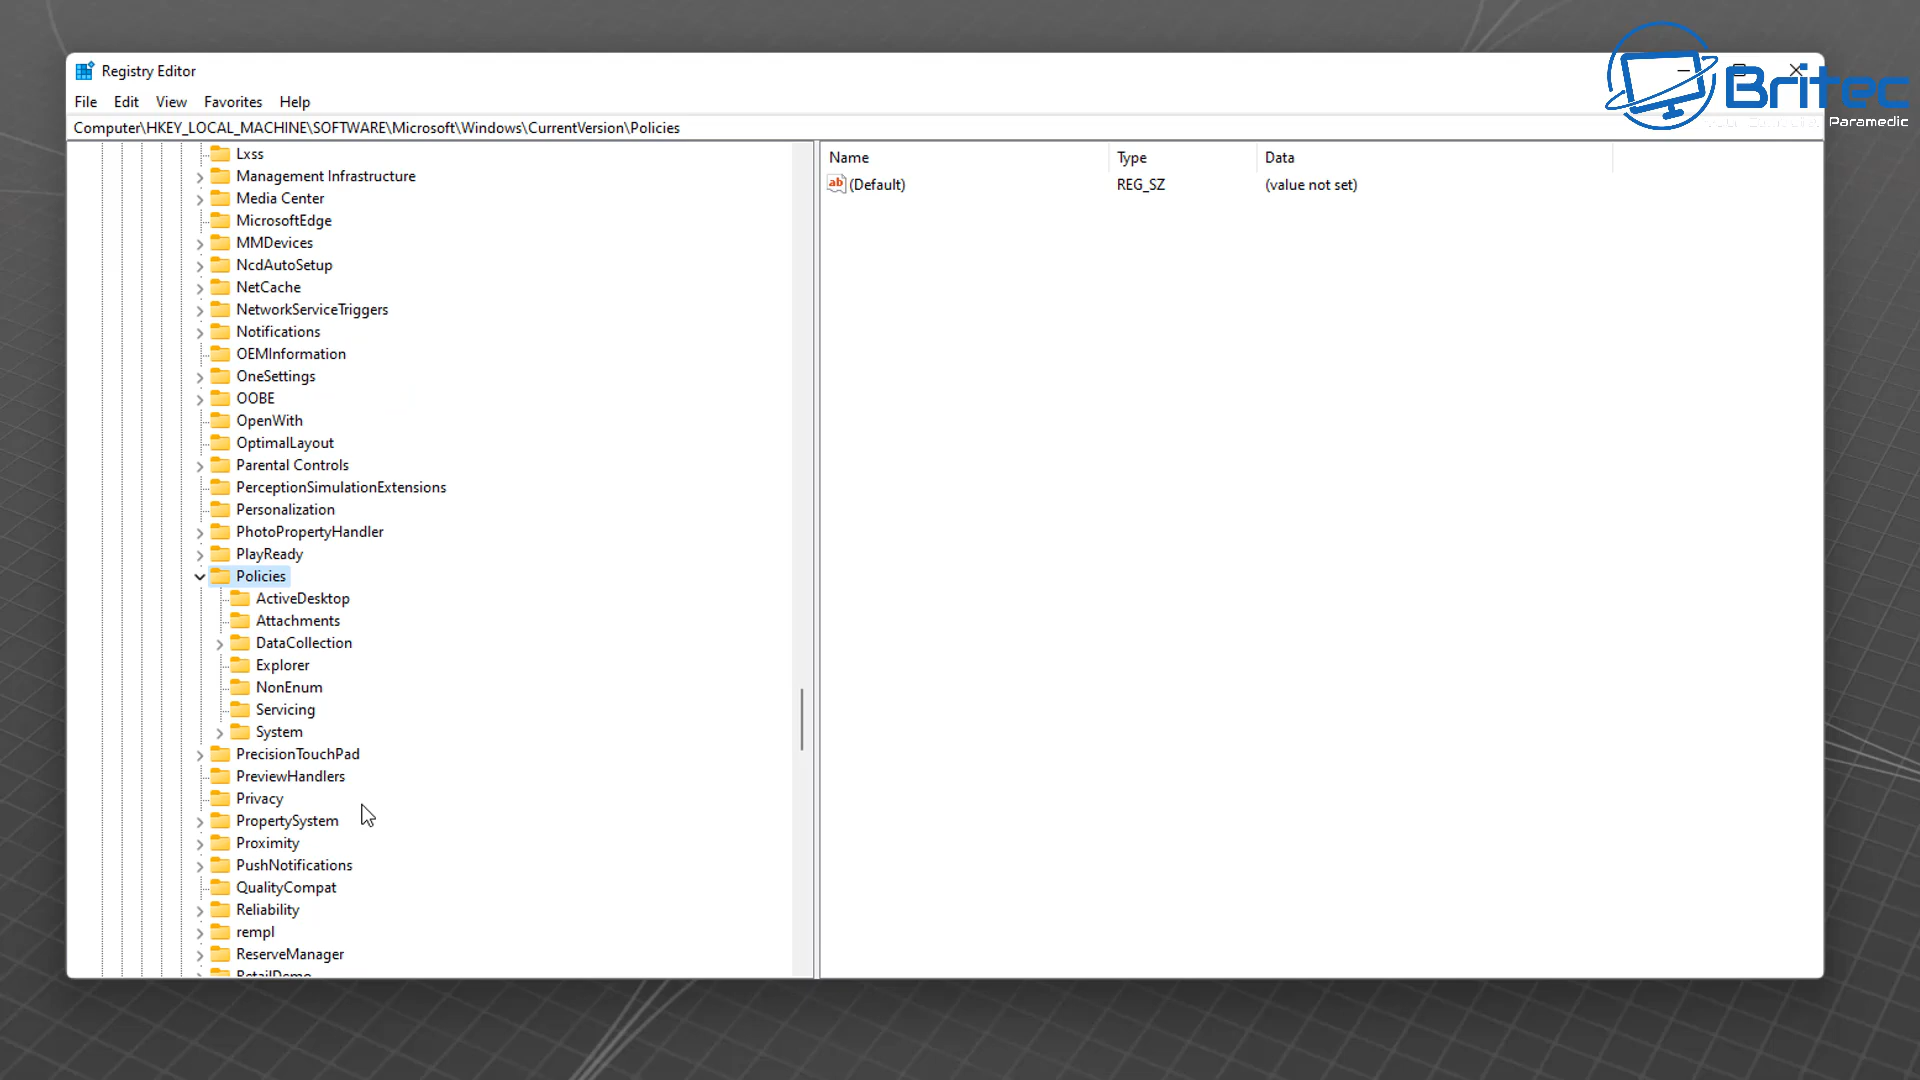 Registry Editor
File Edit View Favorites Help
Computer\HKEY_LOCAL_MACHINE\SOFTWARE\Microsoft\Windows\CurrentVersion\Policies
Britec
Paramedic
Lxss
Management Infrastructure
Media Center
MicrosoftEdge
MMDevices
NcdAutoSetup
NetCache
NetworkServiceTriggers
Notifications
OEMInformation
OneSettings
OOBE
OpenWith
OptimalLayout
Parental Controls
PerceptionSimulationExtensions
Personalization
PhotoPropertyHandler
PlayReady
Policies
ActiveDesktop
Attachments
DataCollection
Explorer
NonEnum
Servicing
System
PrecisionTouchPad
PreviewHandlers
Privacy
PropertySystem
Proximity
PushNotifications
QualityCompat
Reliability
rempl
ReserveManager
RetailDemo
Name Type Data
ab (Default) REG_SZ (value not set)